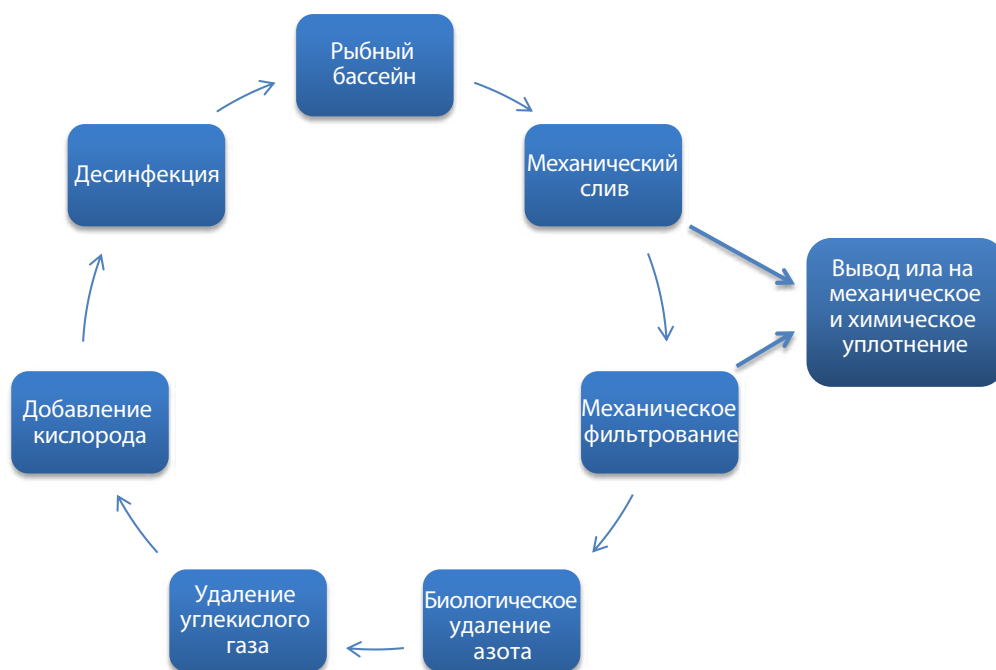 Рыбный
бассейн
Механический
слив
Вывод ила на
механическое
и химическое
уплотнение
Механическое
фильтрование
Биологическое
удаление
азота
Удаление
углекислого
газа
Добавление
кислорода
Десинфекция